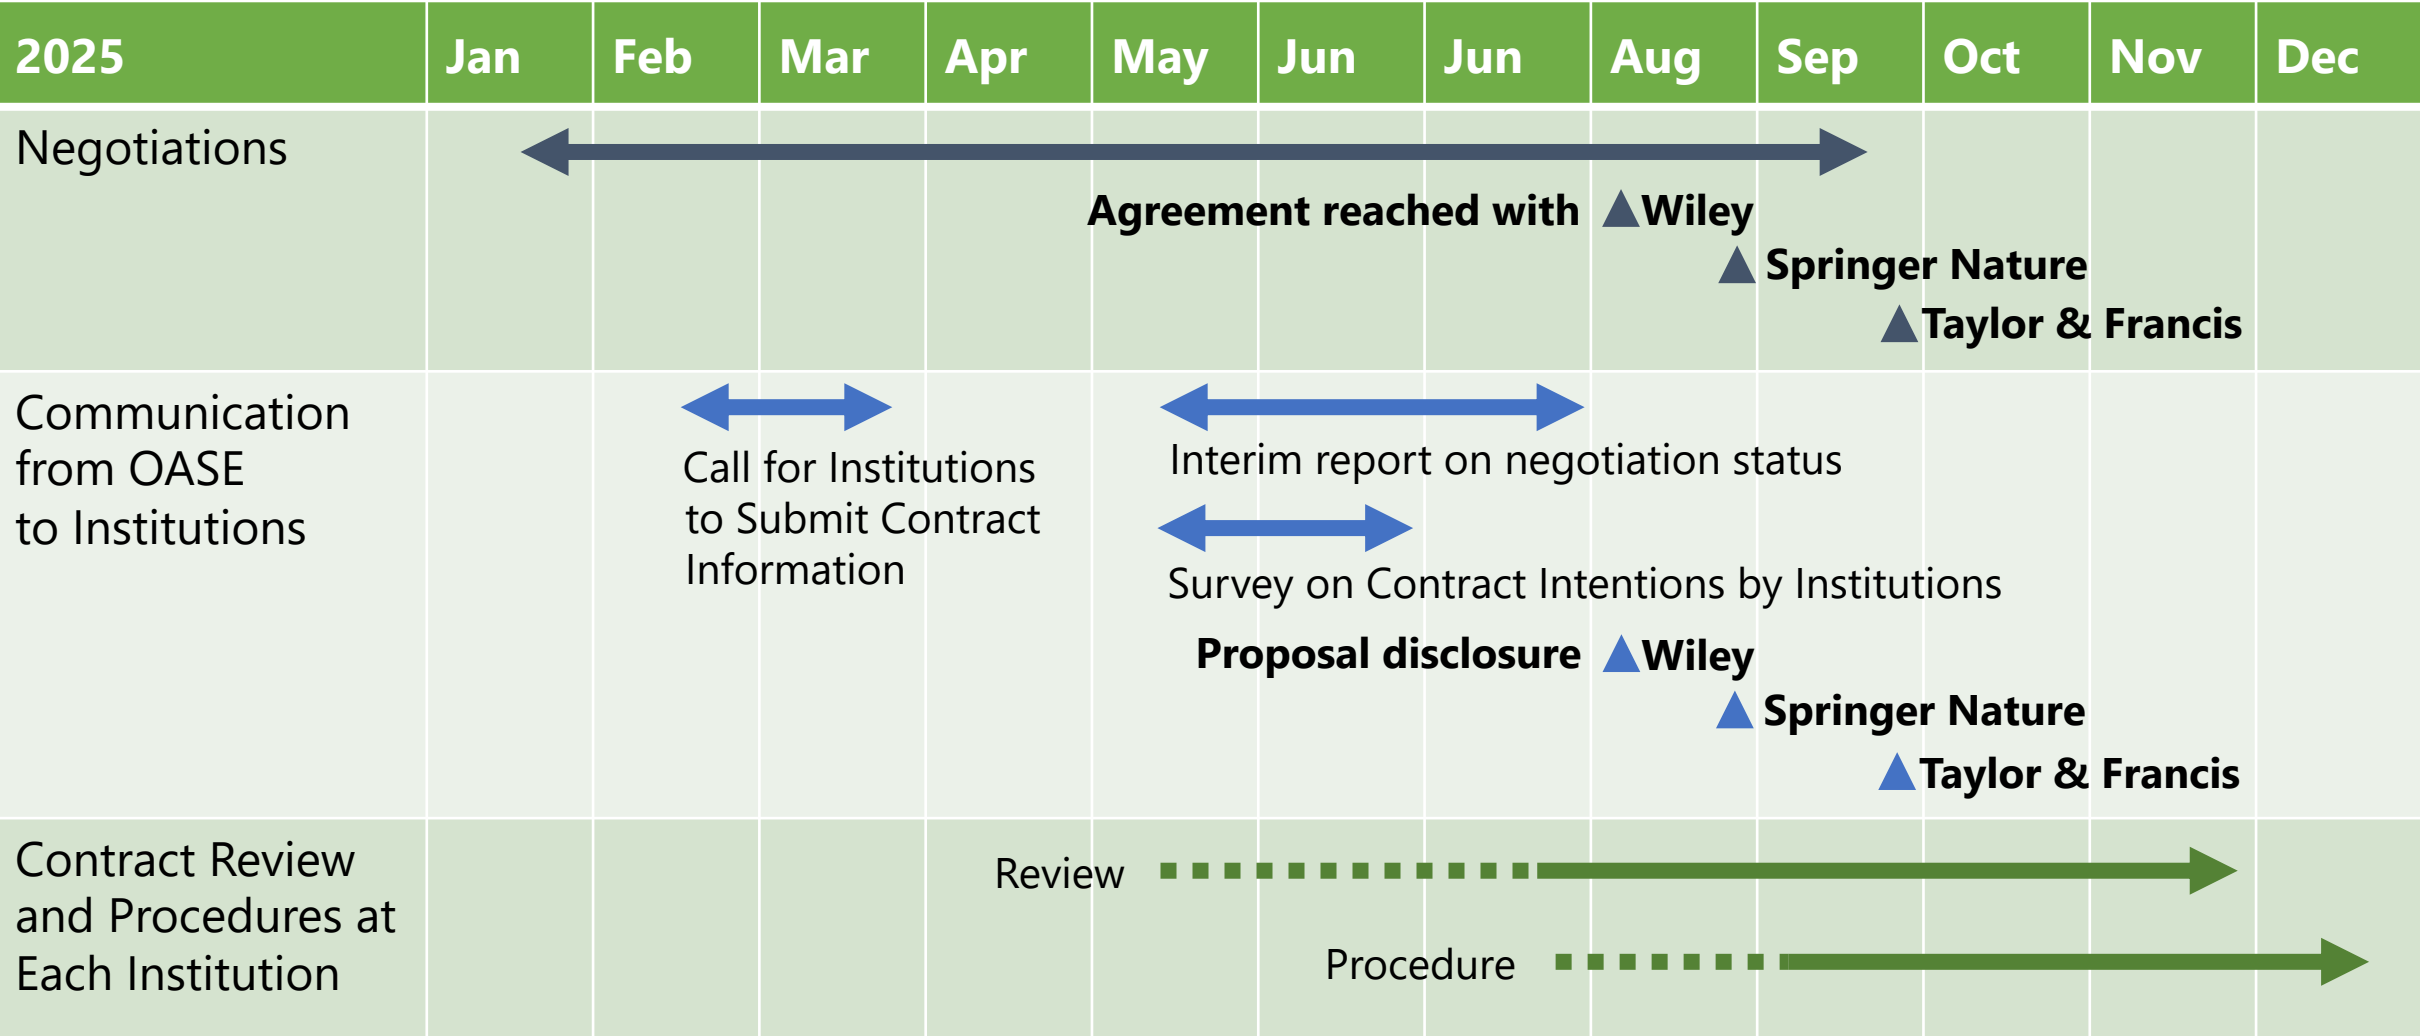 2025 Jan Feb Mar Apr May Jun Jun Aug Sep Oct Nov Dec
Negotiations
Agreement reached with Wiley
Springer Nature
Taylor & Francis
Communication
from OASE
to Institutions
Call for Institutions
to Submit Contract
Information
Interim report on negotiation status
Survey on Contract Intentions by Institutions
Proposal disclosure Wiley
Springer Nature
Taylor & Francis
Contract Review
and Procedures at
Each Institution
Review
Procedure